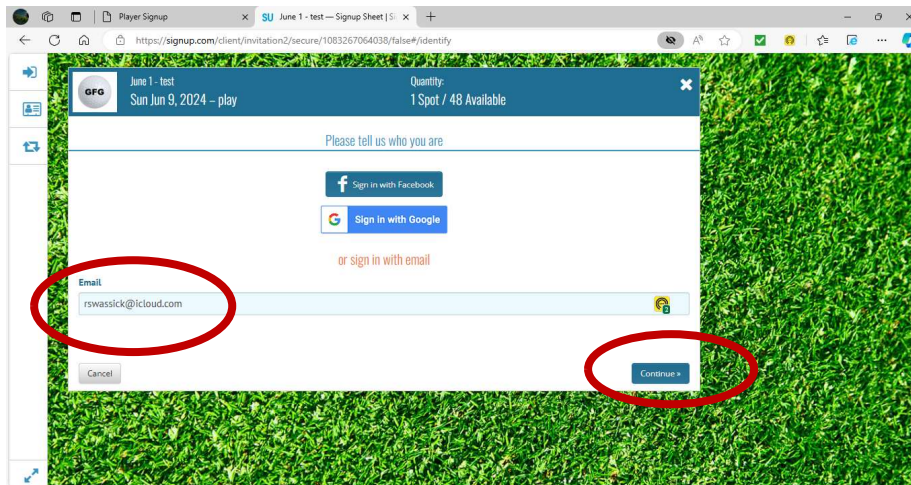 Player Signup
SU June 1 - test — Signup Sheet | Si
https://signup.com/client/invitation2/secure/1083267064038/false#/identify
GFG
June 1 - test
Sun Jun 9, 2024 – play
Quantity:
1 Spot / 48 Available
Please tell us who you are
f Sign in with Facebook
G Sign in with Google
or sign in with email
Email
rswassick@icloud.com
3
Cancel
Continue »